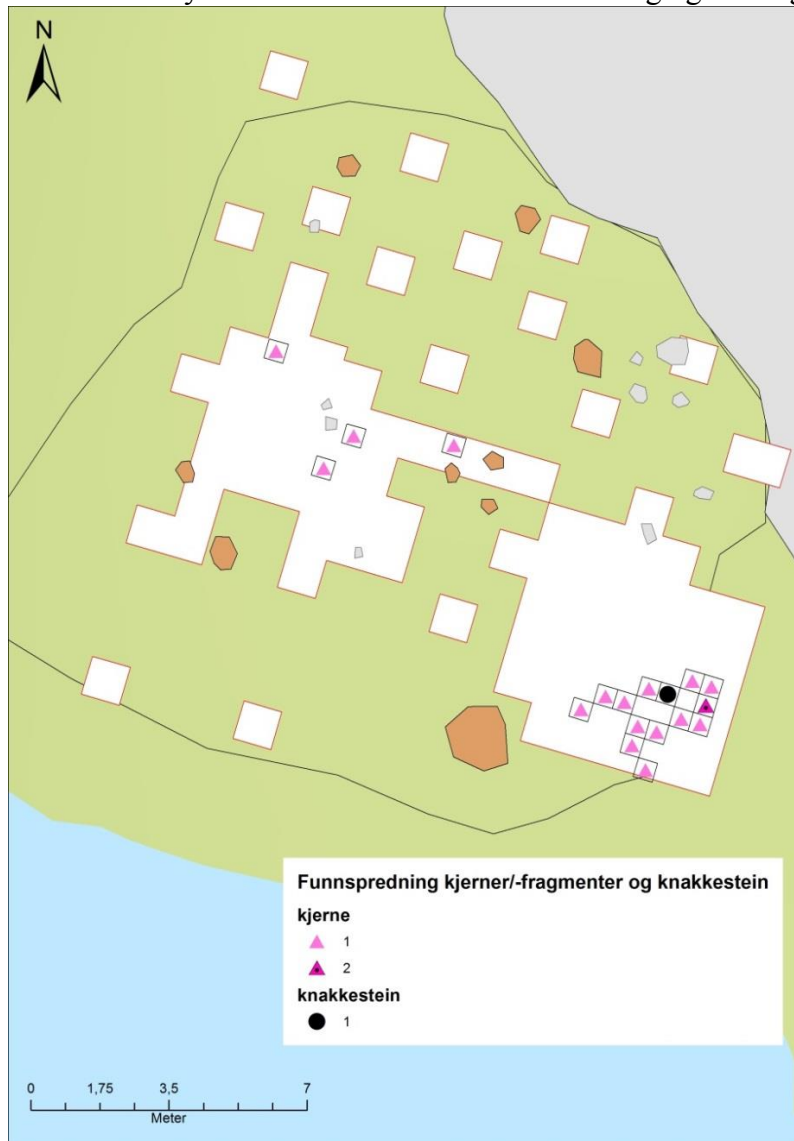 N
Funnspredning kjerner/-fragmenter og knakkestein
kjerne
1
2
knakkestein
1
0 1,75 3,5 7
Meter